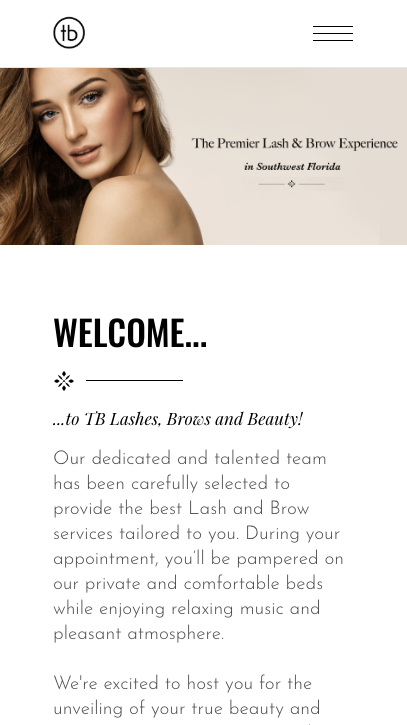 tb
The Premier Lash & Brow Experience
in Southwest Florida
WELCOME...
...to TB Lashes, Brows and Beauty!
Our dedicated and talented team
has been carefully selected to
provide the best Lash and Brow
services tailored to you. During your
appointment, you'll be pampered on
our private and comfortable beds
while enjoying relaxing music and
pleasant atmosphere.
We're excited to host you for the
unveiling of your true beauty and